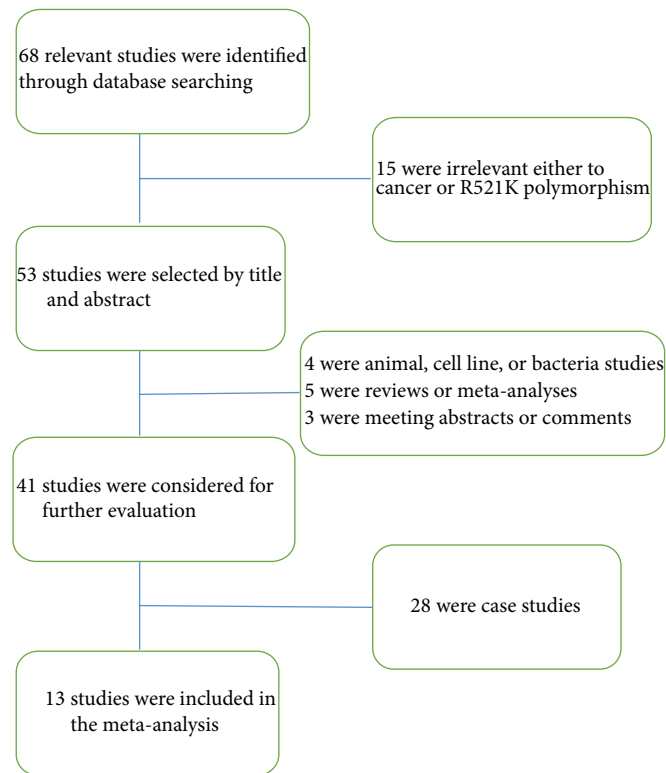 68 relevant studies were identified
through database searching
15 were irrelevant either to
cancer or R521K polymorphism
53 studies were selected by title
and abstract
4 were animal, cell line, or bacteria studies
5 were reviews or meta-analyses
3 were meeting abstracts or comments
41 studies were considered for
further evaluation
28 were case studies
13 studies were included in
the meta-analysis